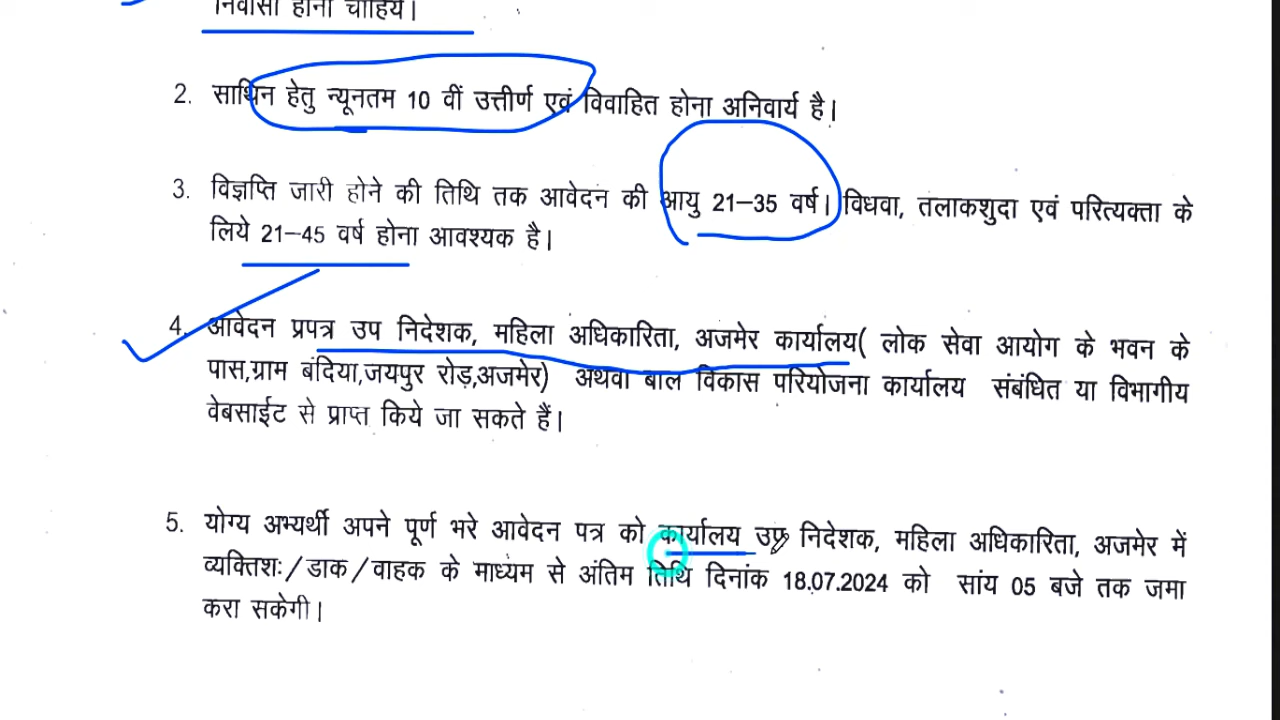 निवासी होना चाहिये।
2. साथिन हेतु न्यूनतम 10 वीं उत्तीर्ण एवं विवाहित होना अनिवार्य है।
3. विज्ञप्ति जारी होने की तिथि तक आवेदन की आयु 21–35 वर्ष। विधवा, तलाकशुदा एवं परित्यक्ता के
लिये 21–45 वर्ष होना आवश्यक है।
4. आवेदन प्रपत्र उप निदेशक, महिला अधिकारिता, अजमेर कार्यालय( लोक सेवा आयोग के भवन के
पास,ग्राम बंदिया,जयपुर रोड़,अजमेर) अथवा बाल विकास परियोजना कार्यालय संबंधित या विभागीय
वेबसाईट से प्राप्त किये जा सकते हैं।
5. योग्य अभ्यर्थी अपने पूर्ण भरे आवेदन पत्र को कार्यालय उप निदेशक, महिला अधिकारिता, अजमेर में
व्यक्तिशः/डाक/वाहक के माध्यम से अंतिम तिथि दिनांक 18.07.2024 को सांय 05 बजे तक जमा
करा सकेगी।